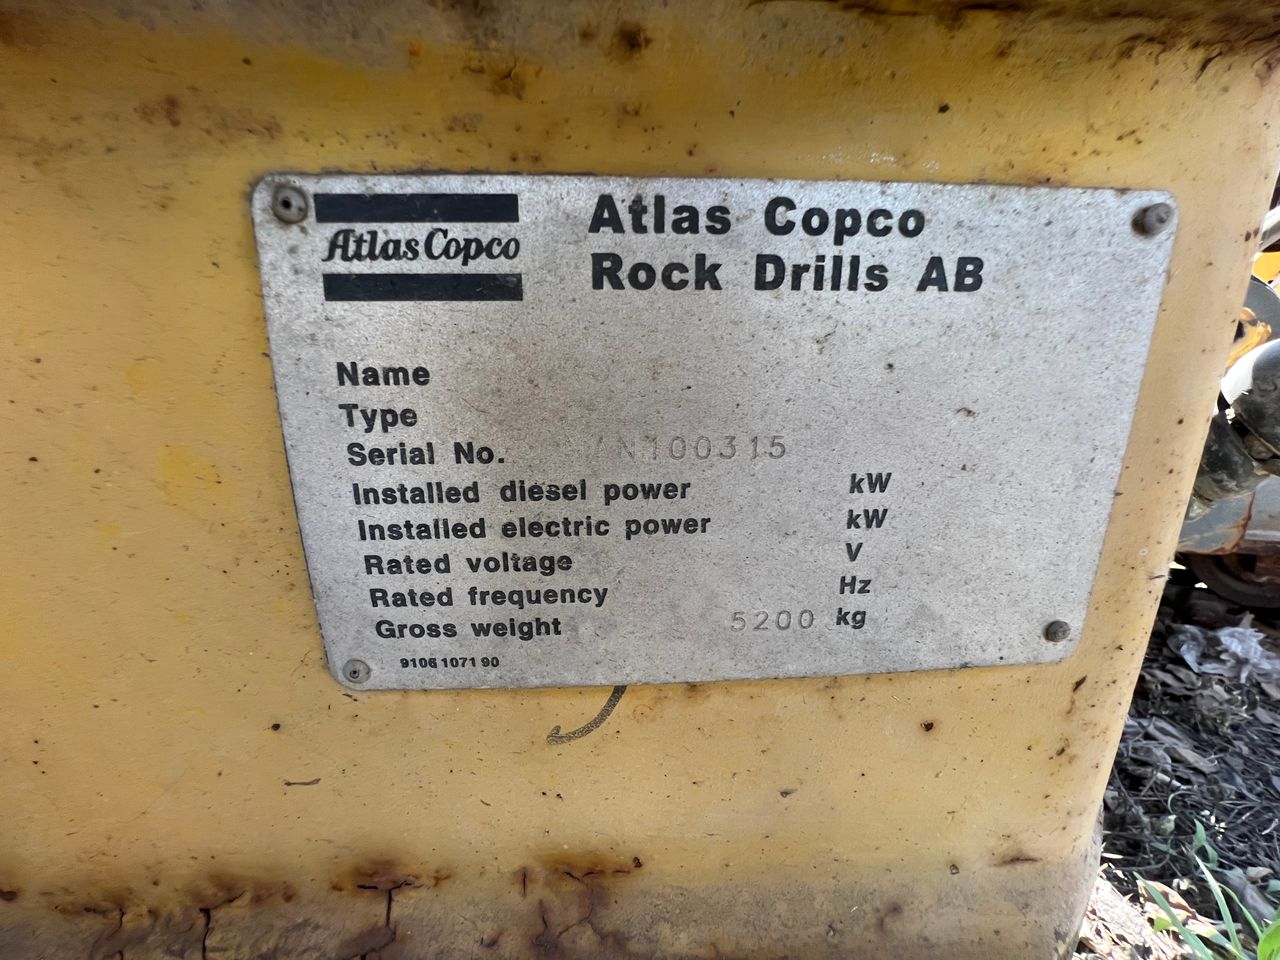 Atlas Copco
Atlas Copco
Rock Drills AB
Name
Type
Serial No. N100315
Installed diesel power kW
Installed electric power kW
Rated voltage V
Rated frequency Hz
Gross weight 5200 kg
9106 1071 90